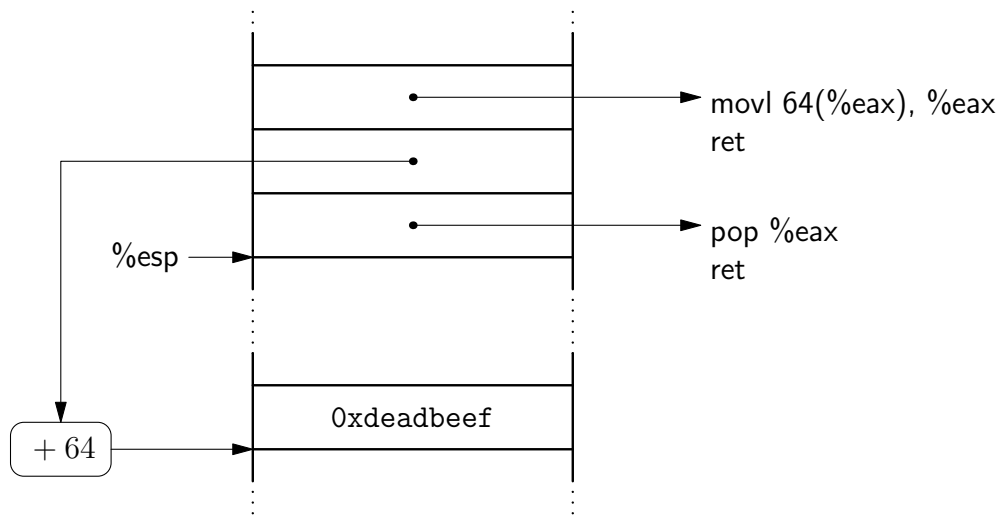 movl 64(%eax), %eax
ret
pop %eax
ret
%esp
0xdeadbeef
+ 64